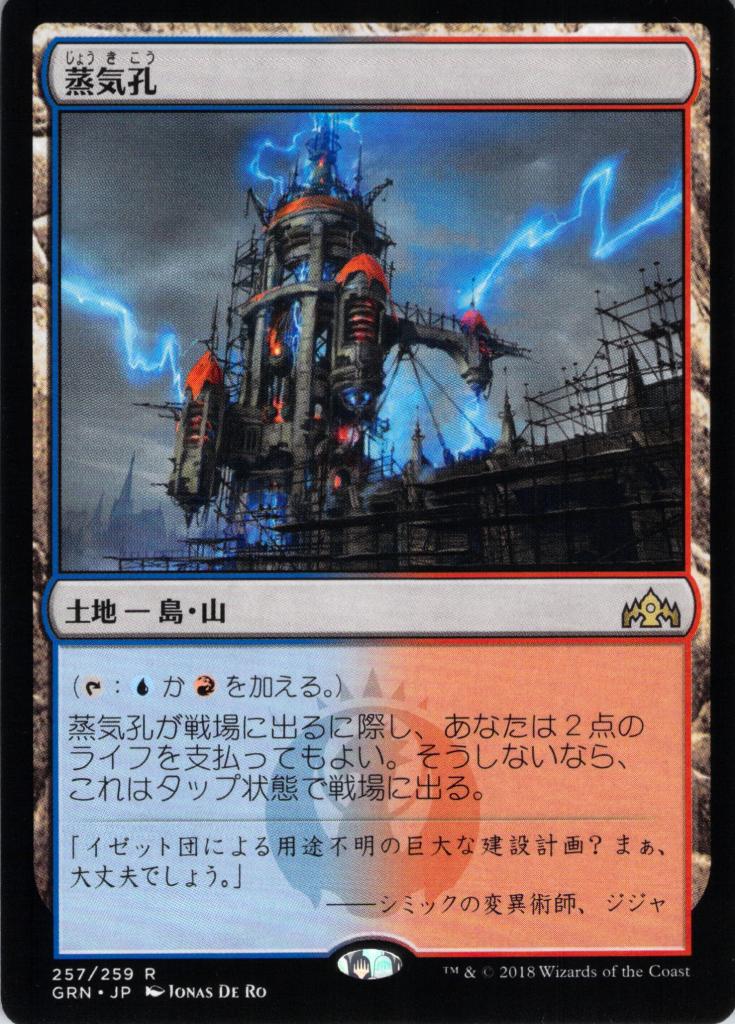 じょうきこう
蒸気孔
土地 — 島・山
(：か を加える。)
蒸気孔が戦場に出るに際し、あなたは２点の
ライフを支払ってもよい。そうしないなら、
これはタップ状態で戦場に出る。
「イゼット団による用途不明の巨大な建設計画？まぁ、
大丈夫でしょう。」
——シミックの変異術師、ジジャ
257/259 R
™ & © 2018 Wizards of the Coast
GRN • JP JONAS DE RO